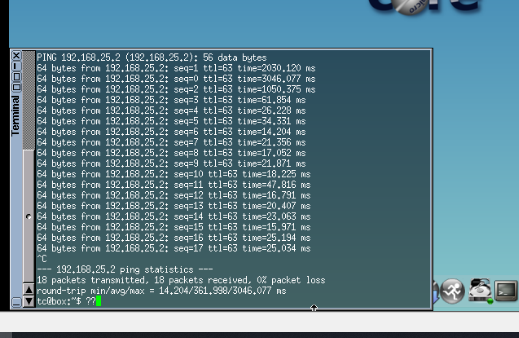 Terminal
PING 192.168.25.2 (192.168.25.2): 56 data bytes
64 bytes from 192.168.25.2: seq=1 ttl=63 time=2030.120 ms
64 bytes from 192.168.25.2: seq=0 ttl=63 time=3046.077 ms
64 bytes from 192.168.25.2: seq=2 ttl=63 time=1050.375 ms
64 bytes from 192.168.25.2: seq=3 ttl=63 time=61.854 ms
64 bytes from 192.168.25.2: seq=4 ttl=63 time=26.228 ms
64 bytes from 192.168.25.2: seq=5 ttl=63 time=34.331 ms
64 bytes from 192.168.25.2: seq=6 ttl=63 time=14.204 ms
64 bytes from 192.168.25.2: seq=7 ttl=63 time=21.356 ms
64 bytes from 192.168.25.2: seq=8 ttl=63 time=17.052 ms
64 bytes from 192.168.25.2: seq=9 ttl=63 time=21.871 ms
64 bytes from 192.168.25.2: seq=10 ttl=63 time=18.225 ms
64 bytes from 192.168.25.2: seq=11 ttl=63 time=47.816 ms
64 bytes from 192.168.25.2: seq=12 ttl=63 time=16.791 ms
64 bytes from 192.168.25.2: seq=13 ttl=63 time=20.407 ms
64 bytes from 192.168.25.2: seq=14 ttl=63 time=23.063 ms
64 bytes from 192.168.25.2: seq=15 ttl=63 time=15.971 ms
64 bytes from 192.168.25.2: seq=16 ttl=63 time=25.194 ms
64 bytes from 192.168.25.2: seq=17 ttl=63 time=25.034 ms
^C
--- 192.168.25.2 ping statistics ---
18 packets transmitted, 18 packets received, 0% packet loss
round-trip min/avg/max = 14.204/361.998/3046.077 ms
tc@box:~$ ??